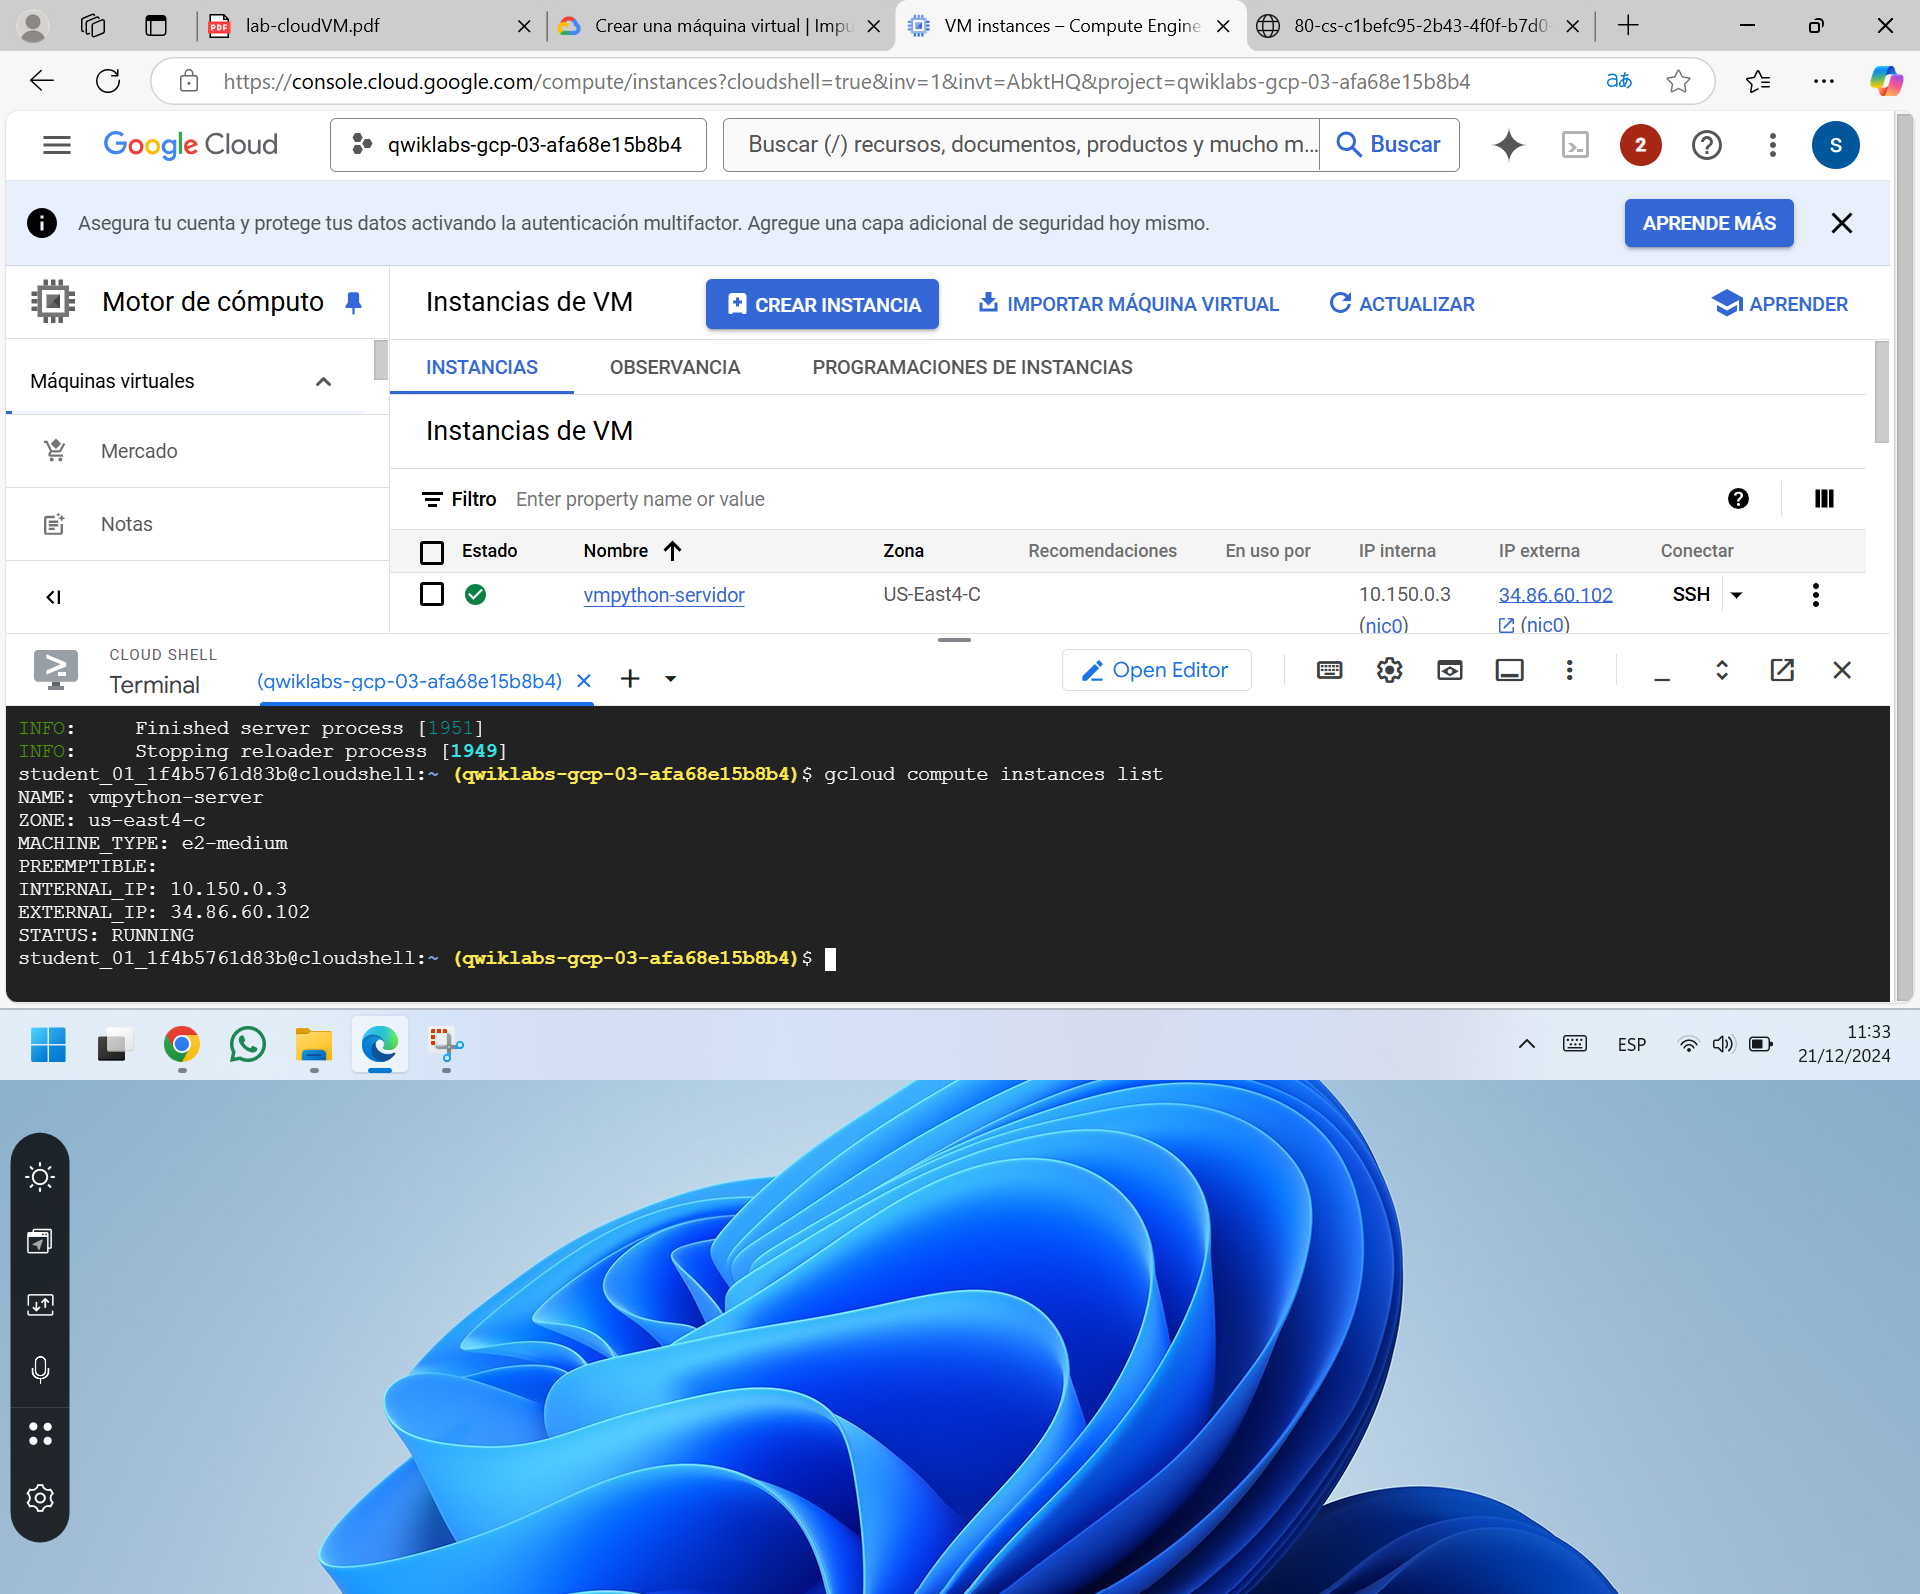 lab-cloudVM.pdf
Crear una máquina virtual | Impu
VM instances – Compute Engine
80-cs-c1befc95-2b43-4f0f-b7d0-
https://console.cloud.google.com/compute/instances?cloudshell=true&inv=1&invt=AbktHQ&project=qwiklabs-gcp-03-afa68e15b8b4
aあ
Google Cloud
qwiklabs-gcp-03-afa68e15b8b4
Buscar (/) recursos, documentos, productos y mucho m...
Buscar
2
S
Asegura tu cuenta y protege tus datos activando la autenticación multifactor. Agregue una capa adicional de seguridad hoy mismo.
APRENDE MÁS
Motor de cómputo
Instancias de VM
CREAR INSTANCIA
IMPORTAR MÁQUINA VIRTUAL
ACTUALIZAR
APRENDER
Máquinas virtuales
INSTANCIAS
OBSERVANCIA
PROGRAMACIONES DE INSTANCIAS
Instancias de VM
Mercado
Filtro
Enter property name or value
Notas
Estado
Nombre
Zona
Recomendaciones
En uso por
IP interna
IP externa
Conectar
vmpython-servidor
US-East4-C
10.150.0.3
34.86.60.102
SSH
(nic0)
(nic0)
CLOUD SHELL
Terminal
(qwiklabs-gcp-03-afa68e15b8b4)
Open Editor
INFO:     Finished server process [1951]
INFO:     Stopping reloader process [1949]
student_01_1f4b5761d83b@cloudshell:~ (qwiklabs-gcp-03-afa68e15b8b4)$ gcloud compute instances list
NAME: vmpython-server
ZONE: us-east4-c
MACHINE_TYPE: e2-medium
PREEMPTIBLE:
INTERNAL_IP: 10.150.0.3
EXTERNAL_IP: 34.86.60.102
STATUS: RUNNING
student_01_1f4b5761d83b@cloudshell:~ (qwiklabs-gcp-03-afa68e15b8b4)$
ESP
11:33
21/12/2024